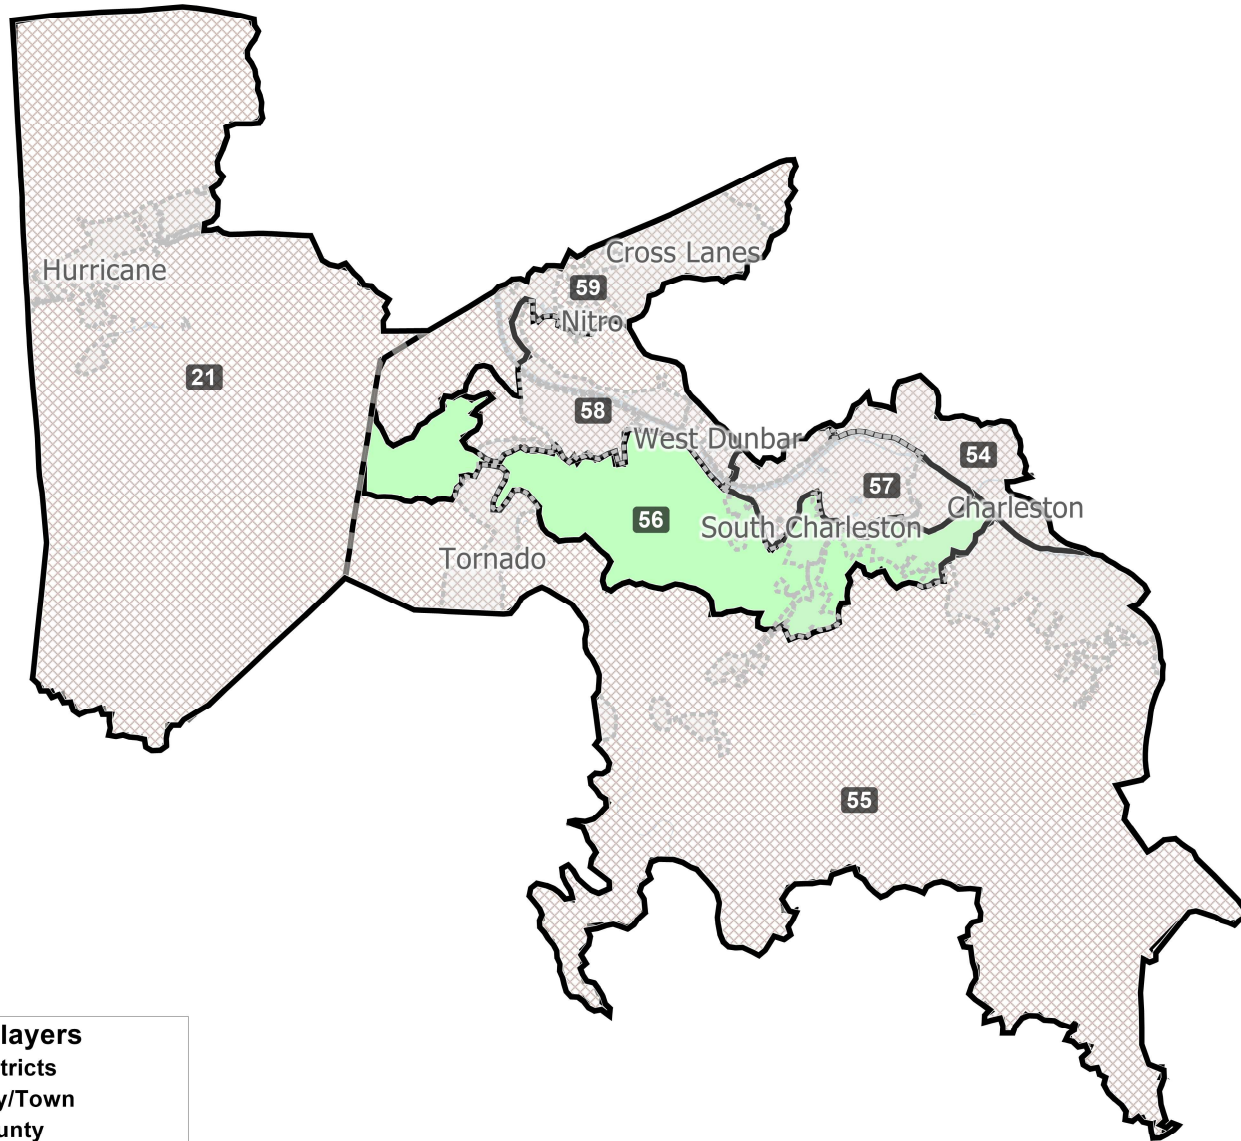 Cross Lanes
Hurricane
59
Nitro
21
58
West Dunbar
54
57
Charleston
56
South Charleston
Tornado
55
layers
tricts
y/Town
unty